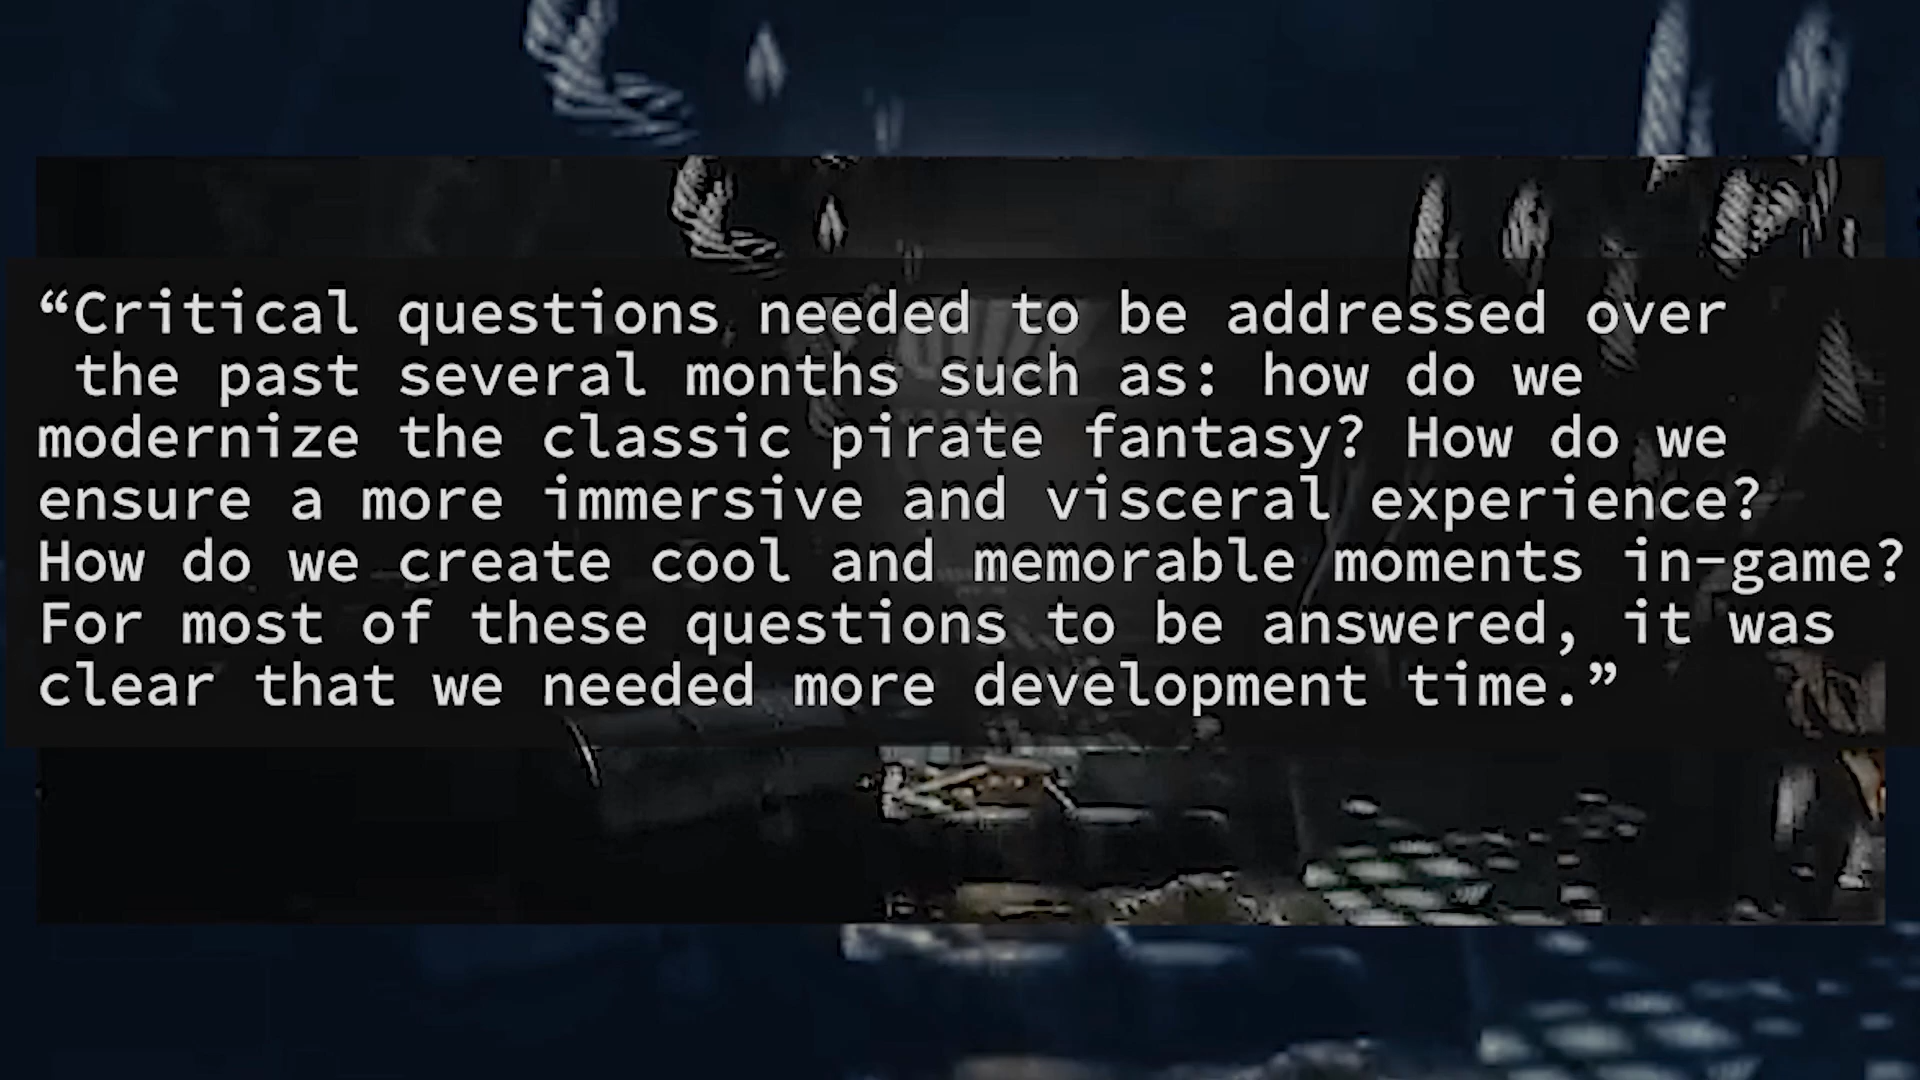 “Critical questions needed to be addressed over
the past several months such as: how do we
modernize the classic pirate fantasy? How do we
ensure a more immersive and visceral experience?
How do we create cool and memorable moments in-game?
For most of these questions to be answered, it was
clear that we needed more development time.”